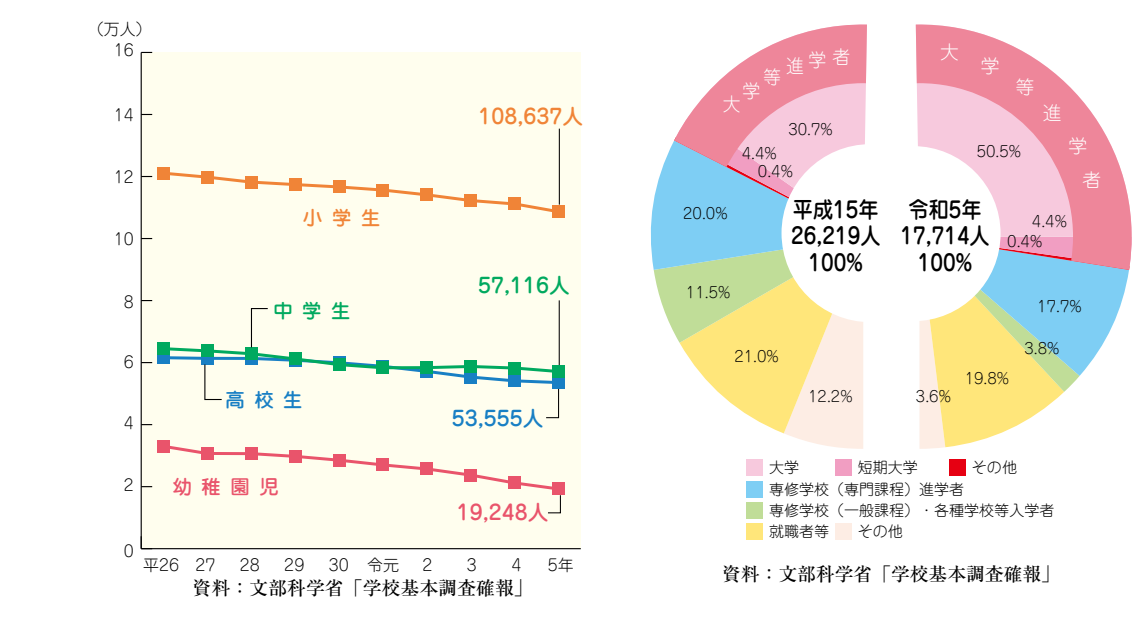 （万人）
16
14
12
10
8
6
4
2
0
108,637人
小学生
57,116人
中学生
高校生
53,555人
幼稚園児
19,248人
平26 27 28 29 30 令元 2 3 4 5年
資料：文部科学省「学校基本調査確報」
大学等進学者
30.7%
4.4%
0.4%
20.0%
11.5%
21.0%
12.2%
平成15年
26,219人
100%
大学等進学者
50.5%
4.4%
0.4%
17.7%
3.8%
19.8%
3.6%
令和5年
17,714人
100%
大学 短期大学 その他
専修学校（専門課程）進学者
専修学校（一般課程）・各種学校等入学者
就職者等 その他
資料：文部科学省「学校基本調査確報」